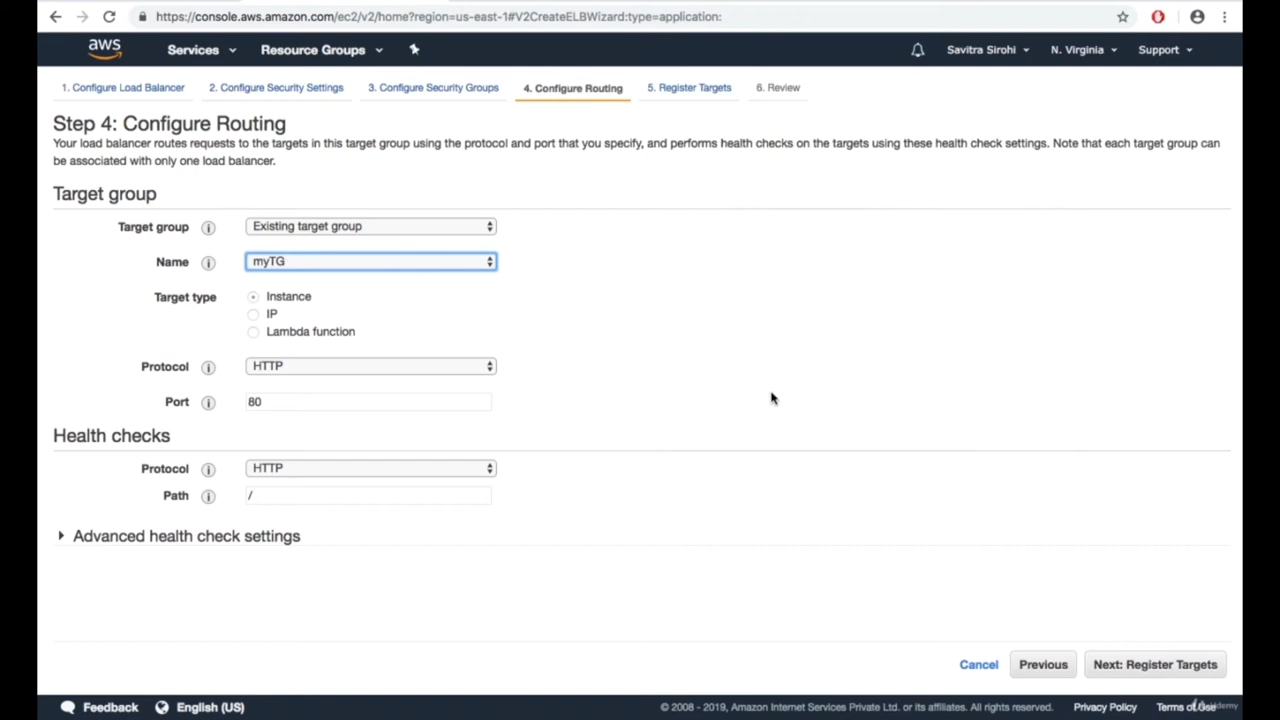 https://console.aws.amazon.com/ec2/v2/home?region=us-east-1#V2CreateELBWizard:type=application:
aws Services Resource Groups Savitra Sirohi N. Virginia Support
1. Configure Load Balancer 2. Configure Security Settings 3. Configure Security Groups 4. Configure Routing 5. Register Targets 6. Review
Step 4: Configure Routing
Your load balancer routes requests to the targets in this target group using the protocol and port that you specify, and performs health checks on the targets using these health check settings. Note that each target group can
be associated with only one load balancer.
Target group
Target group i Existing target group
Name i myTG
Target type Instance
IP
Lambda function
Protocol i HTTP
Port i 80
Health checks
Protocol i HTTP
Path i /
Advanced health check settings
Cancel Previous Next: Register Targets
Feedback English (US) © 2008 - 2019, Amazon Internet Services Private Ltd. or its affiliates. All rights reserved. Privacy Policy Terms of Use